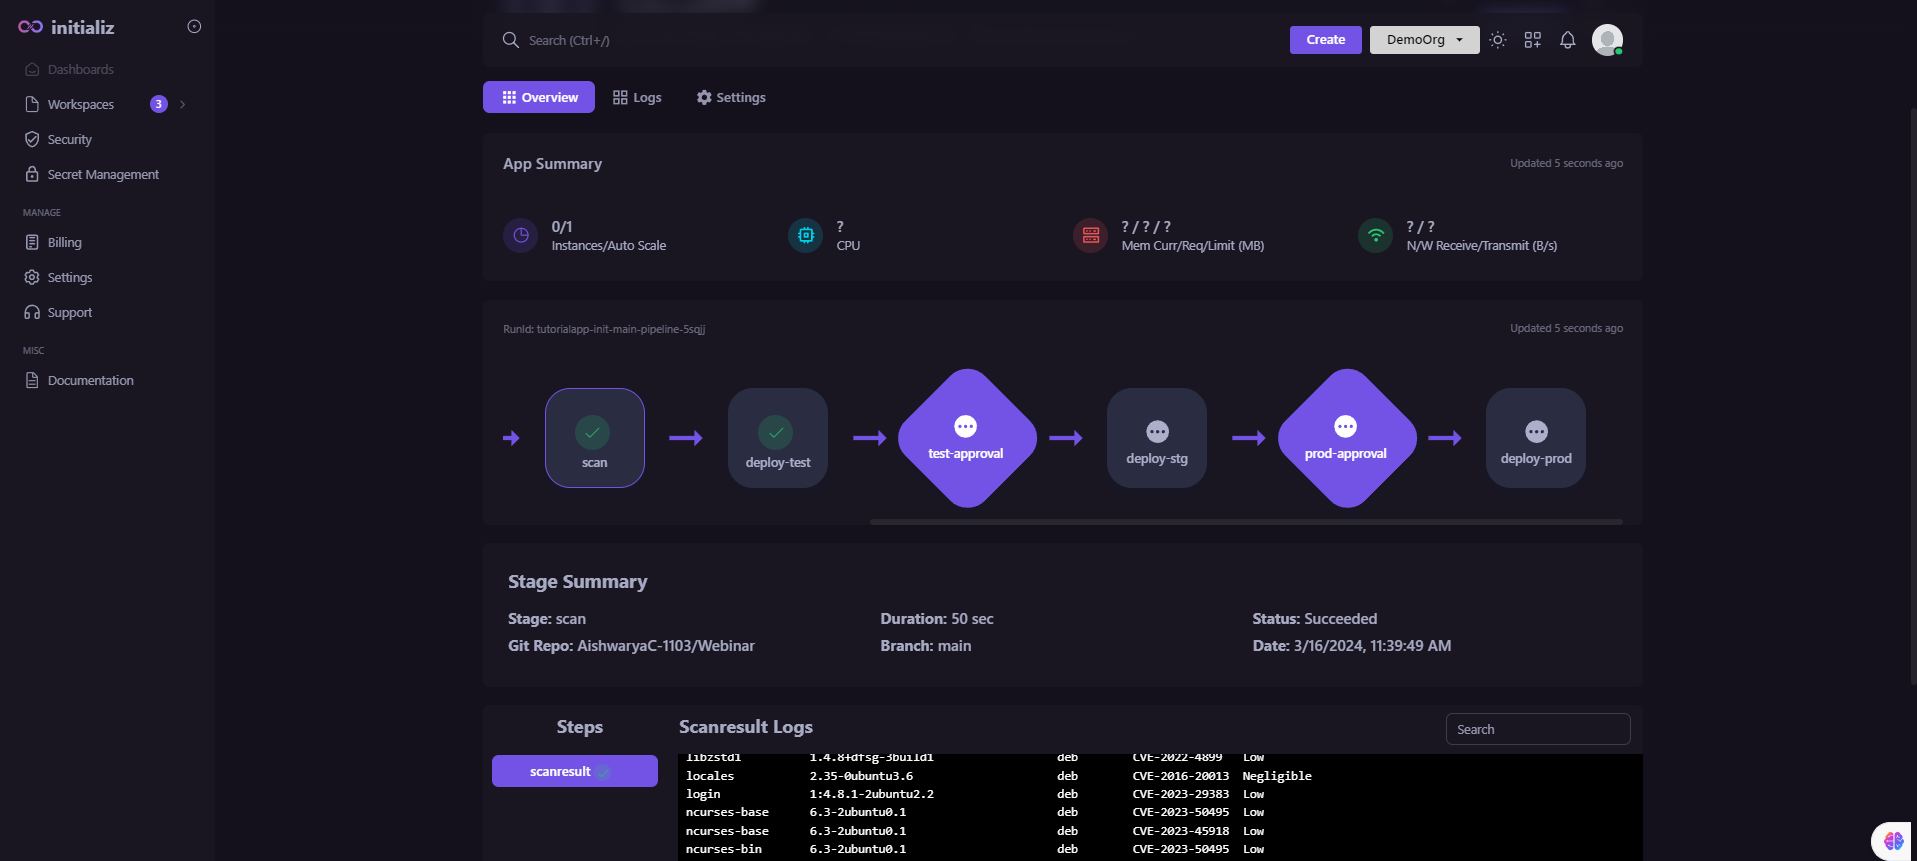 initializ
Dashboards
Workspaces 3
Security
Secret Management
MANAGE
Billing
Settings
Support
MISC
Documentation
Search (Ctrl+/)
Create
DemoOrg
Overview
Logs
Settings
App Summary
Updated 5 seconds ago
0/1
Instances/Auto Scale
?
CPU
? / ? / ?
Mem Curr/Req/Limit (MB)
? / ?
N/W Receive/Transmit (B/s)
RunId: tutorialapp-init-main-pipeline-5sqjj
Updated 5 seconds ago
scan
deploy-test
test-approval
deploy-stg
prod-approval
deploy-prod
Stage Summary
Stage: scan
Duration: 50 sec
Status: Succeeded
Git Repo: AishwaryaC-1103/Webinar
Branch: main
Date: 3/16/2024, 11:39:49 AM
Steps
scanresult
Scanresult Logs
Search
libzstd1 1.4.8+dfsg-3build1 deb CVE-2022-4899 Low
locales 2.35-0ubuntu3.6 deb CVE-2016-20013 Negligible
login 1:4.8.1-2ubuntu2.2 deb CVE-2023-29383 Low
ncurses-base 6.3-2ubuntu0.1 deb CVE-2023-50495 Low
ncurses-base 6.3-2ubuntu0.1 deb CVE-2023-45918 Low
ncurses-bin 6.3-2ubuntu0.1 deb CVE-2023-50495 Low